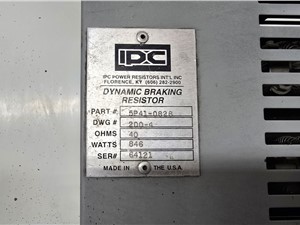 IPC
IPC POWER RESISTORS INT'L INC
FLORENCE, KY (606) 282-2900
DYNAMIC BRAKING
RESISTOR
PART # 5P41-0828
DWG # 200-4
OHMS 40
WATTS 846
SER# 64121
MADE IN THE U.S.A.